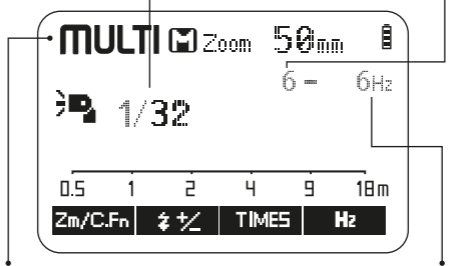 MULTI M Zoom 50mm
6 - 6Hz
1/32
0.5 1 2 4 9 18m
Zm/C.Fn +/- TIMES Hz